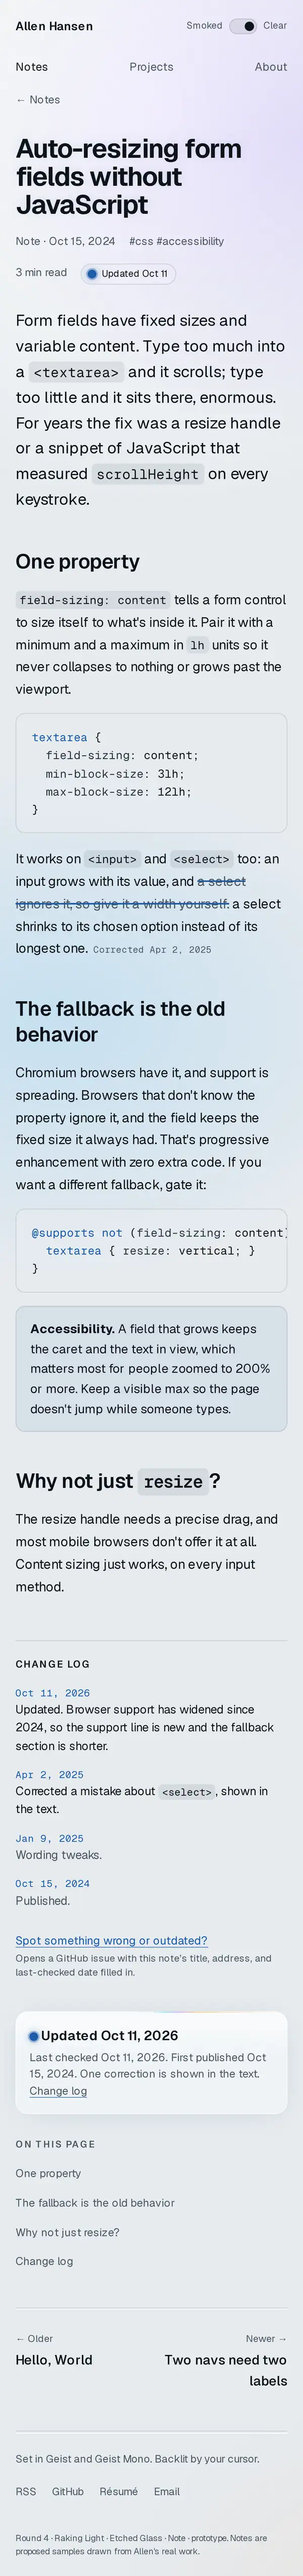 Allen Hansen
Smoked Clear
Notes Projects About
← Notes
Auto-resizing form
fields without
JavaScript
Note · Oct 15, 2024 #css #accessibility
3 min read Updated Oct 11
Form fields have fixed sizes and
variable content. Type too much into
a <textarea> and it scrolls; type
too little and it sits there, enormous.
For years the fix was a resize handle
or a snippet of JavaScript that
measured scrollHeight on every
keystroke.
One property
field-sizing: content tells a form control
to size itself to what's inside it. Pair it with a
minimum and a maximum in lh units so it
never collapses to nothing or grows past the
viewport.
textarea {
  field-sizing: content;
  min-block-size: 3lh;
  max-block-size: 12lh;
}
It works on <input> and <select> too: an
input grows with its value, and a select
ignores it, so give it a width yourself. a select
shrinks to its chosen option instead of its
longest one. Corrected Apr 2, 2025
The fallback is the old
behavior
Chromium browsers have it, and support is
spreading. Browsers that don't know the
property ignore it, and the field keeps the
fixed size it always had. That's progressive
enhancement with zero extra code. If you
want a different fallback, gate it:
@supports not (field-sizing: content)
  textarea { resize: vertical; }
}
Accessibility. A field that grows keeps
the caret and the text in view, which
matters most for people zoomed to 200%
or more. Keep a visible max so the page
doesn't jump while someone types.
Why not just resize?
The resize handle needs a precise drag, and
most mobile browsers don't offer it at all.
Content sizing just works, on every input
method.
CHANGE LOG
Oct 11, 2026
Updated. Browser support has widened since
2024, so the support line is new and the fallback
section is shorter.
Apr 2, 2025
Corrected a mistake about <select>, shown in
the text.
Jan 9, 2025
Wording tweaks.
Oct 15, 2024
Published.
Spot something wrong or outdated?
Opens a GitHub issue with this note's title, address, and
last-checked date filled in.
Updated Oct 11, 2026
Last checked Oct 11, 2026. First published Oct
15, 2024. One correction is shown in the text.
Change log
ON THIS PAGE
One property
The fallback is the old behavior
Why not just resize?
Change log
← Older Newer →
Hello, World Two navs need two
labels
Set in Geist and Geist Mono. Backlit by your cursor.
RSS GitHub Résumé Email
Round 4 · Raking Light · Etched Glass · Note · prototype. Notes are
proposed samples drawn from Allen's real work.